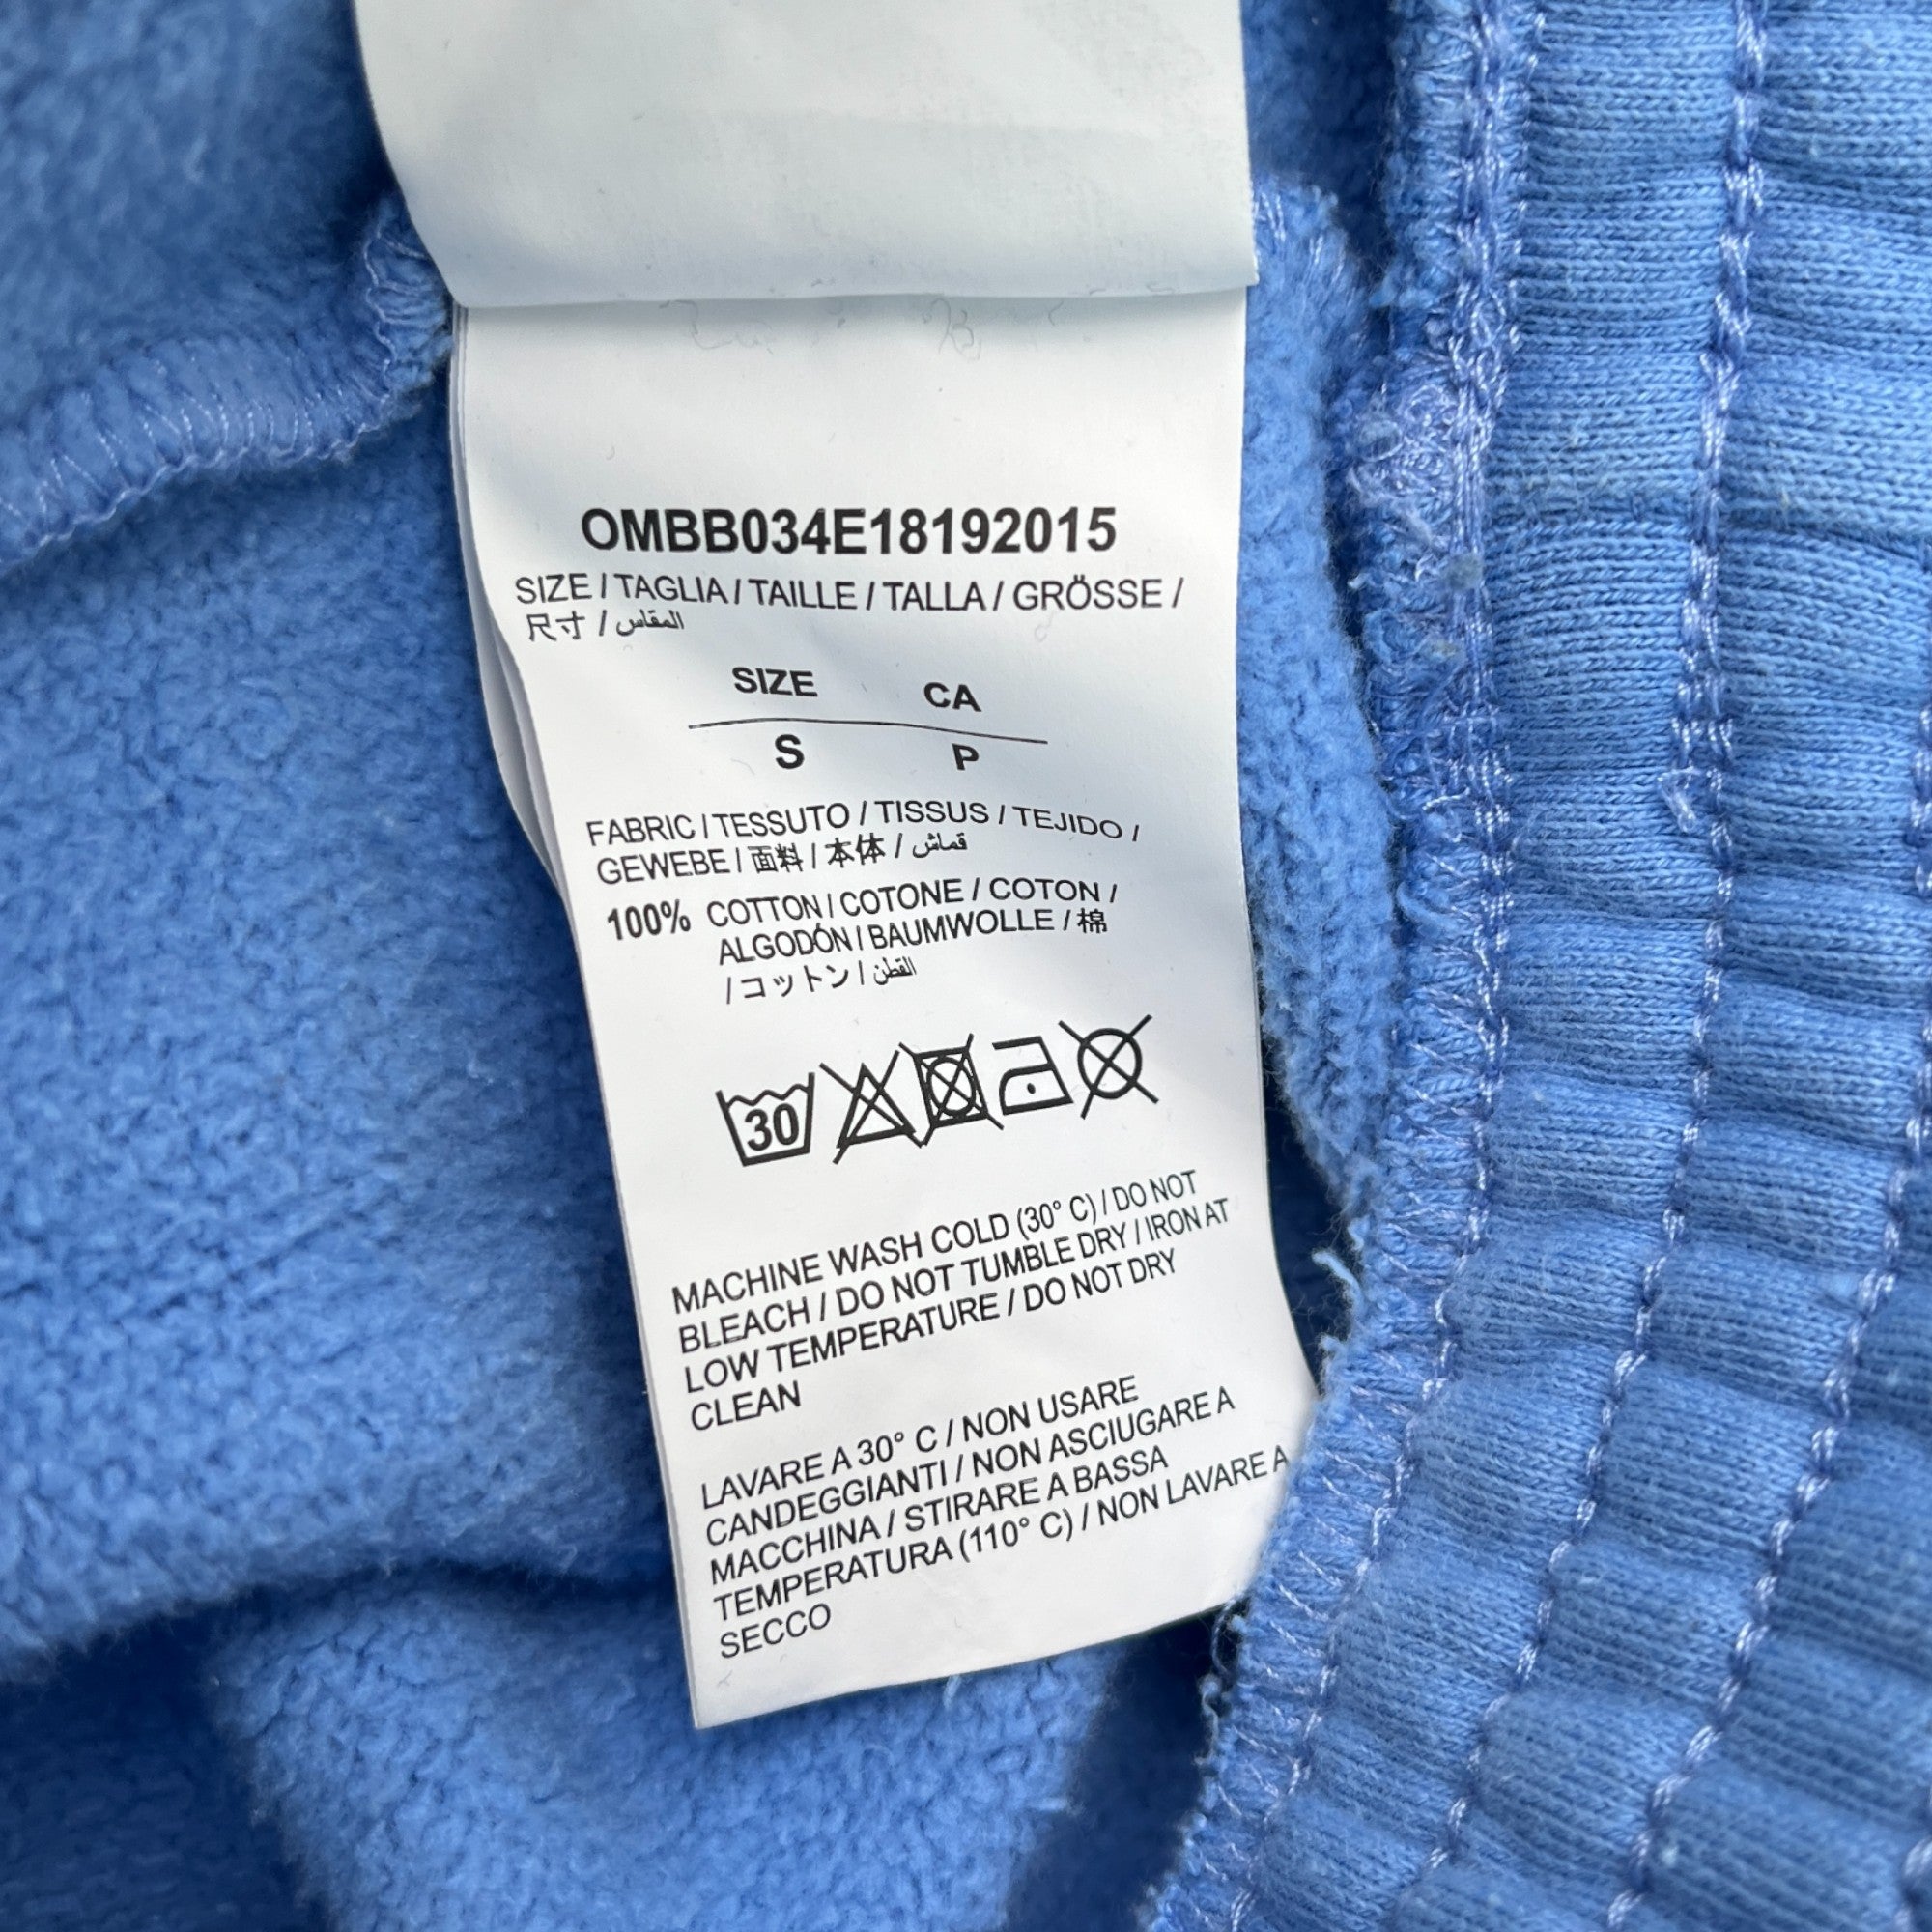 OMBB034E18192015
SIZE / TAGLIA / TAILLE / TALLA / GRÖSSE /
尺寸 / المقاس
SIZE CA
S P
FABRIC / TESSUTO / TISSUS / TEJIDO /
GEWEBE / 面料 / 本体 / قماش
100% COTTON / COTONE / COTON /
ALGODÓN / BAUMWOLLE / 棉
/ コットン / القطن
30
MACHINE WASH COLD (30° C) / DO NOT
BLEACH / DO NOT TUMBLE DRY / IRON AT
LOW TEMPERATURE / DO NOT DRY
CLEAN
LAVARE A 30° C / NON USARE
CANDEGGIANTI / NON ASCIUGARE A
MACCHINA / STIRARE A BASSA
TEMPERATURA (110° C) / NON LAVARE A
SECCO